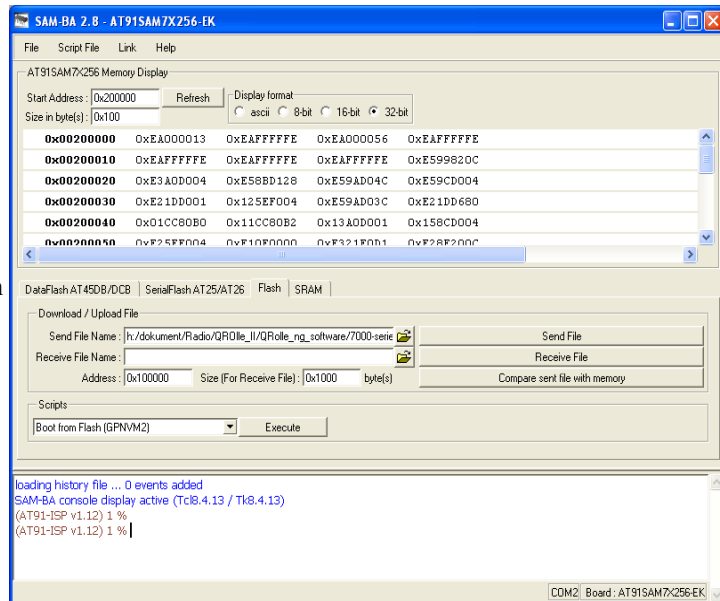 SAM-BA 2.8 - AT91SAM7X256-EK
File Script File Link Help
AT91SAM7X256 Memory Display
Start Address : 0x200000 Refresh
Size in byte(s) : 0x100
Display format
ascii 8-bit 16-bit 32-bit
0x00200000 0xEA000013 0xEAFFFFFE 0xEA000056 0xEAFFFFFE
0x00200010 0xEAFFFFFE 0xEAFFFFFE 0xEAFFFFFE 0xE599820C
0x00200020 0xE3A0D004 0xE58BD128 0xE59AD04C 0xE59CD004
0x00200030 0xE21DD001 0x125EF004 0xE59AD03C 0xE21DD680
0x00200040 0x01CC80B0 0x11CC80B2 0x13A0D001 0x158CD004
0x00200050 0xE25EF004 0xE10F0000 0xE321F0D1 0xE28F200C
DataFlash AT45DB/DCB SerialFlash AT25/AT26 Flash SRAM
Download / Upload File
Send File Name : h:/dokument/Radio/QROlle_II/QRolle_ng_software/7000-serie Send File
Receive File Name : Receive File
Address : 0x100000 Size (For Receive File) : 0x1000 byte(s) Compare sent file with memory
Scripts
Boot from Flash (GPNVM2) Execute
loading history file ... 0 events added
SAM-BA console display active (Tcl8.4.13 / Tk8.4.13)
(AT91-ISP v1.12) 1 %
(AT91-ISP v1.12) 1 %
COM2 Board : AT91SAM7X256-EK